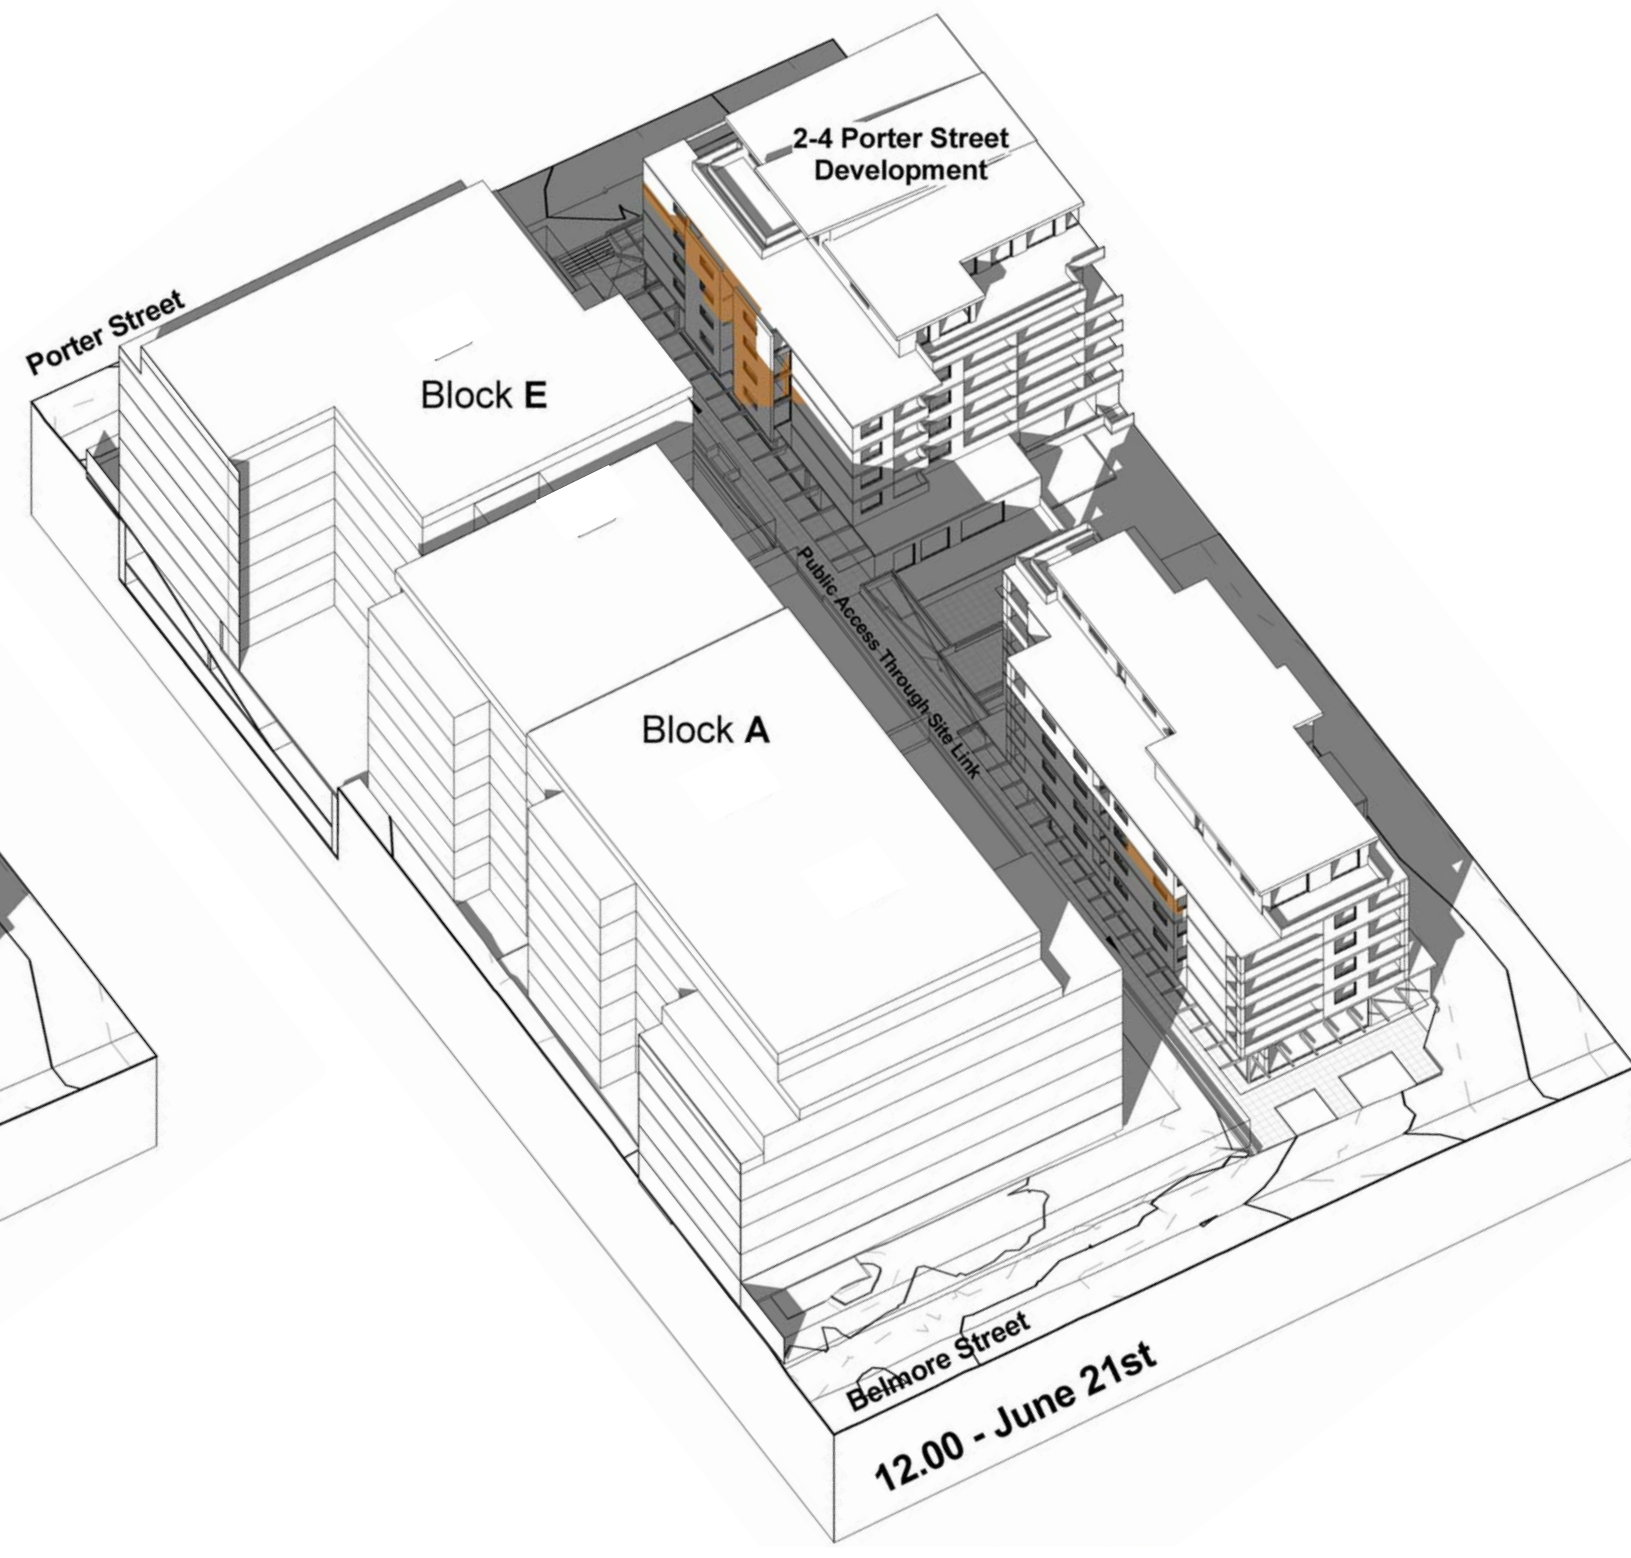 2-4 Porter Street
Development
Porter Street
Block E
Public Access Through Site Link
Block A
Belmore Street
12.00 - June 21st